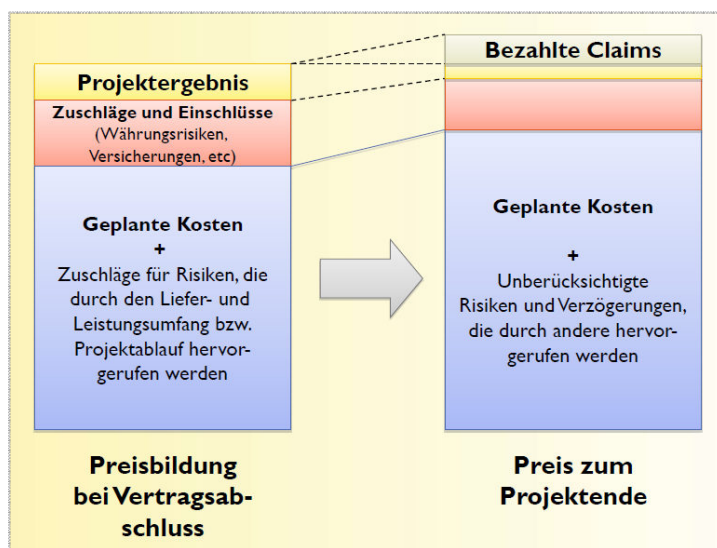 Projektergebnis
Zuschläge und Einschlüsse
(Währungsrisiken,
Versicherungen, etc)
Geplante Kosten
+
Zuschläge für Risiken, die
durch den Liefer- und
Leistungsumfang bzw.
Projektablauf hervor-
gerufen werden
Preisbildung
bei Vertragsab-
schluss
Bezahlte Claims
Geplante Kosten
+
Unberücksichtigte
Risiken und Verzögerungen,
die durch andere hervor-
gerufen werden
Preis zum
Projektende